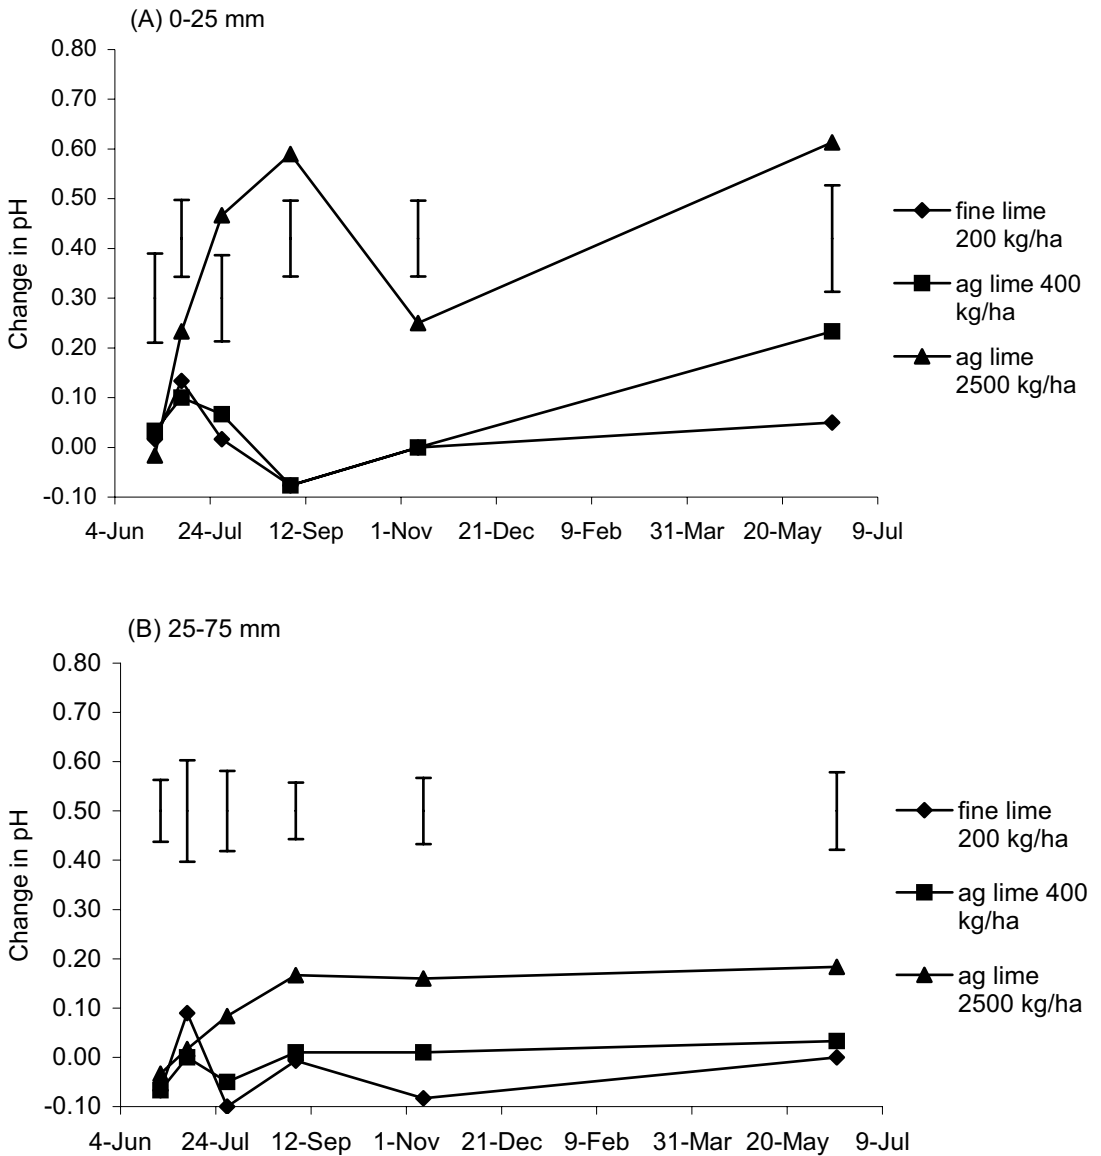 (A) 0-25 mm
0.80
0.70
0.60
0.50
0.40
0.30
0.20
0.10
0.00
-0.10
Change in pH
4-Jun 24-Jul 12-Sep 1-Nov 21-Dec 9-Feb 31-Mar 20-May 9-Jul
fine lime
200 kg/ha
ag lime 400
kg/ha
ag lime
2500 kg/ha
(B) 25-75 mm
0.80
0.70
0.60
0.50
0.40
0.30
0.20
0.10
0.00
-0.10
Change in pH
4-Jun 24-Jul 12-Sep 1-Nov 21-Dec 9-Feb 31-Mar 20-May 9-Jul
fine lime
200 kg/ha
ag lime 400
kg/ha
ag lime
2500 kg/ha